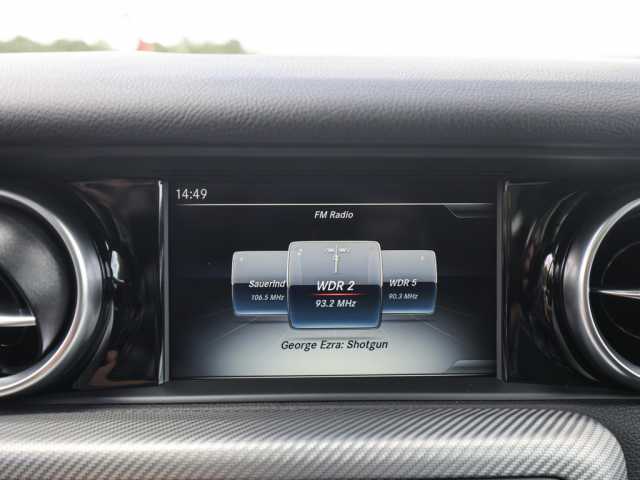 14:49
FM Radio
Sauerlnd
106.5 MHz
WDR 2
93.2 MHz
WDR 5
90.3 MHz
George Ezra: Shotgun